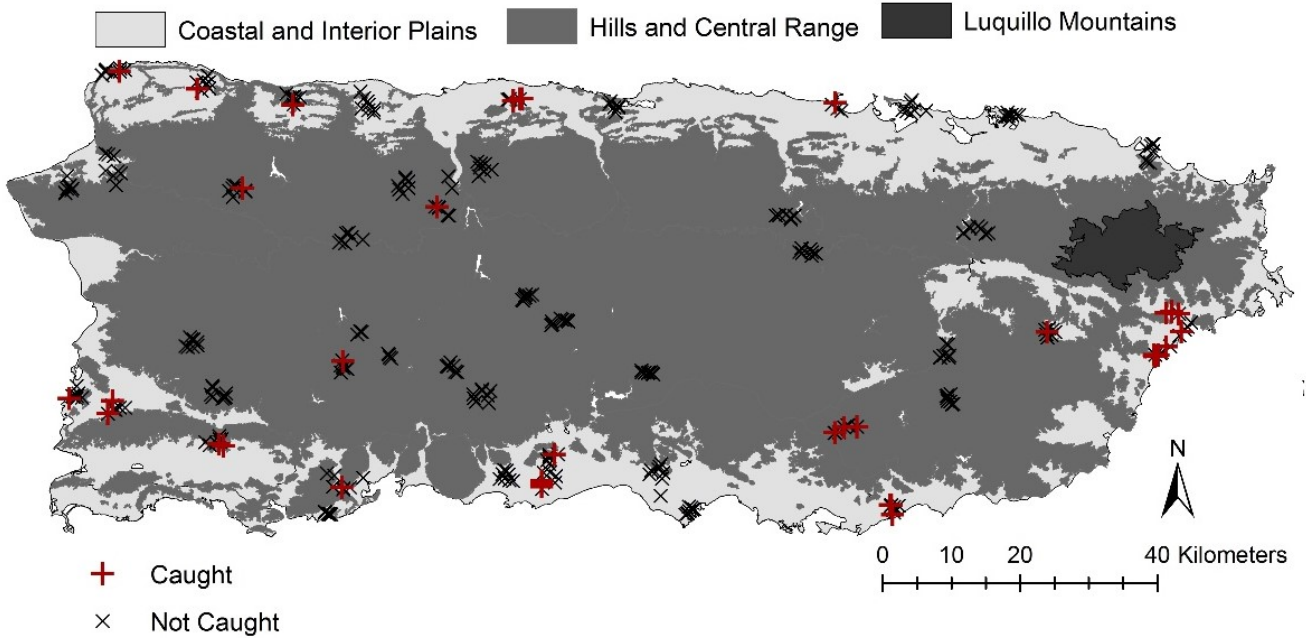 Coastal and Interior Plains Hills and Central Range Luquillo Mountains
N
0 10 20 40 Kilometers
Caught
Not Caught